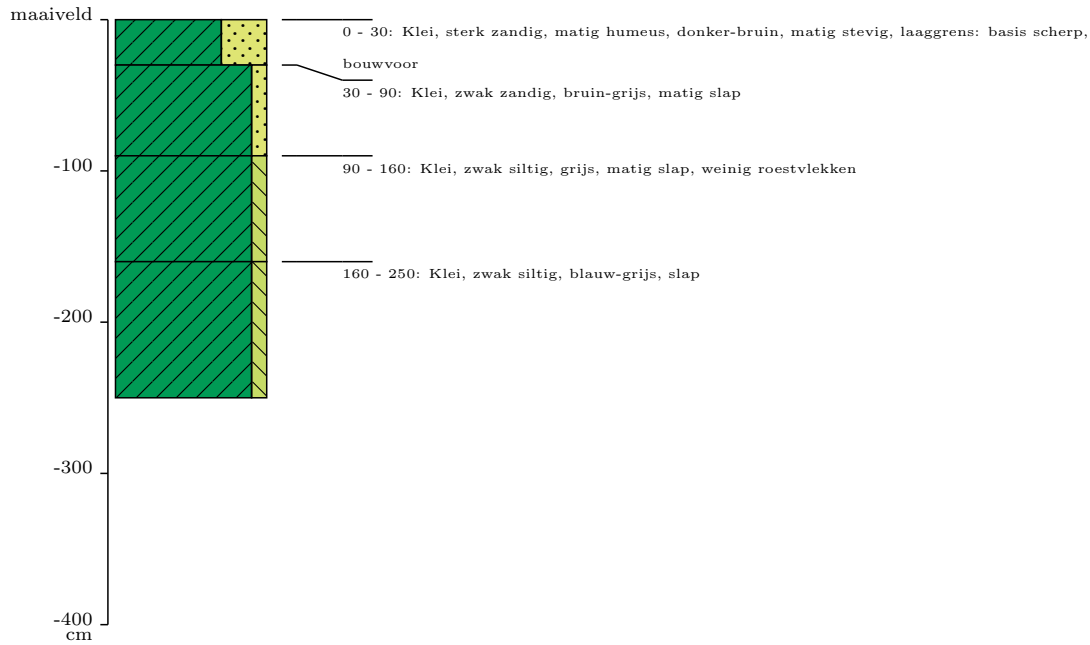 maaiveld
0 - 30: Klei, sterk zandig, matig humeus, donker-bruin, matig stevig, laaggrens: basis scherp,
bouwvoor
30 - 90: Klei, zwak zandig, bruin-grijs, matig slap
-100
90 - 160: Klei, zwak siltig, grijs, matig slap, weinig roestvlekken
160 - 250: Klei, zwak siltig, blauw-grijs, slap
-200
-300
-400
cm